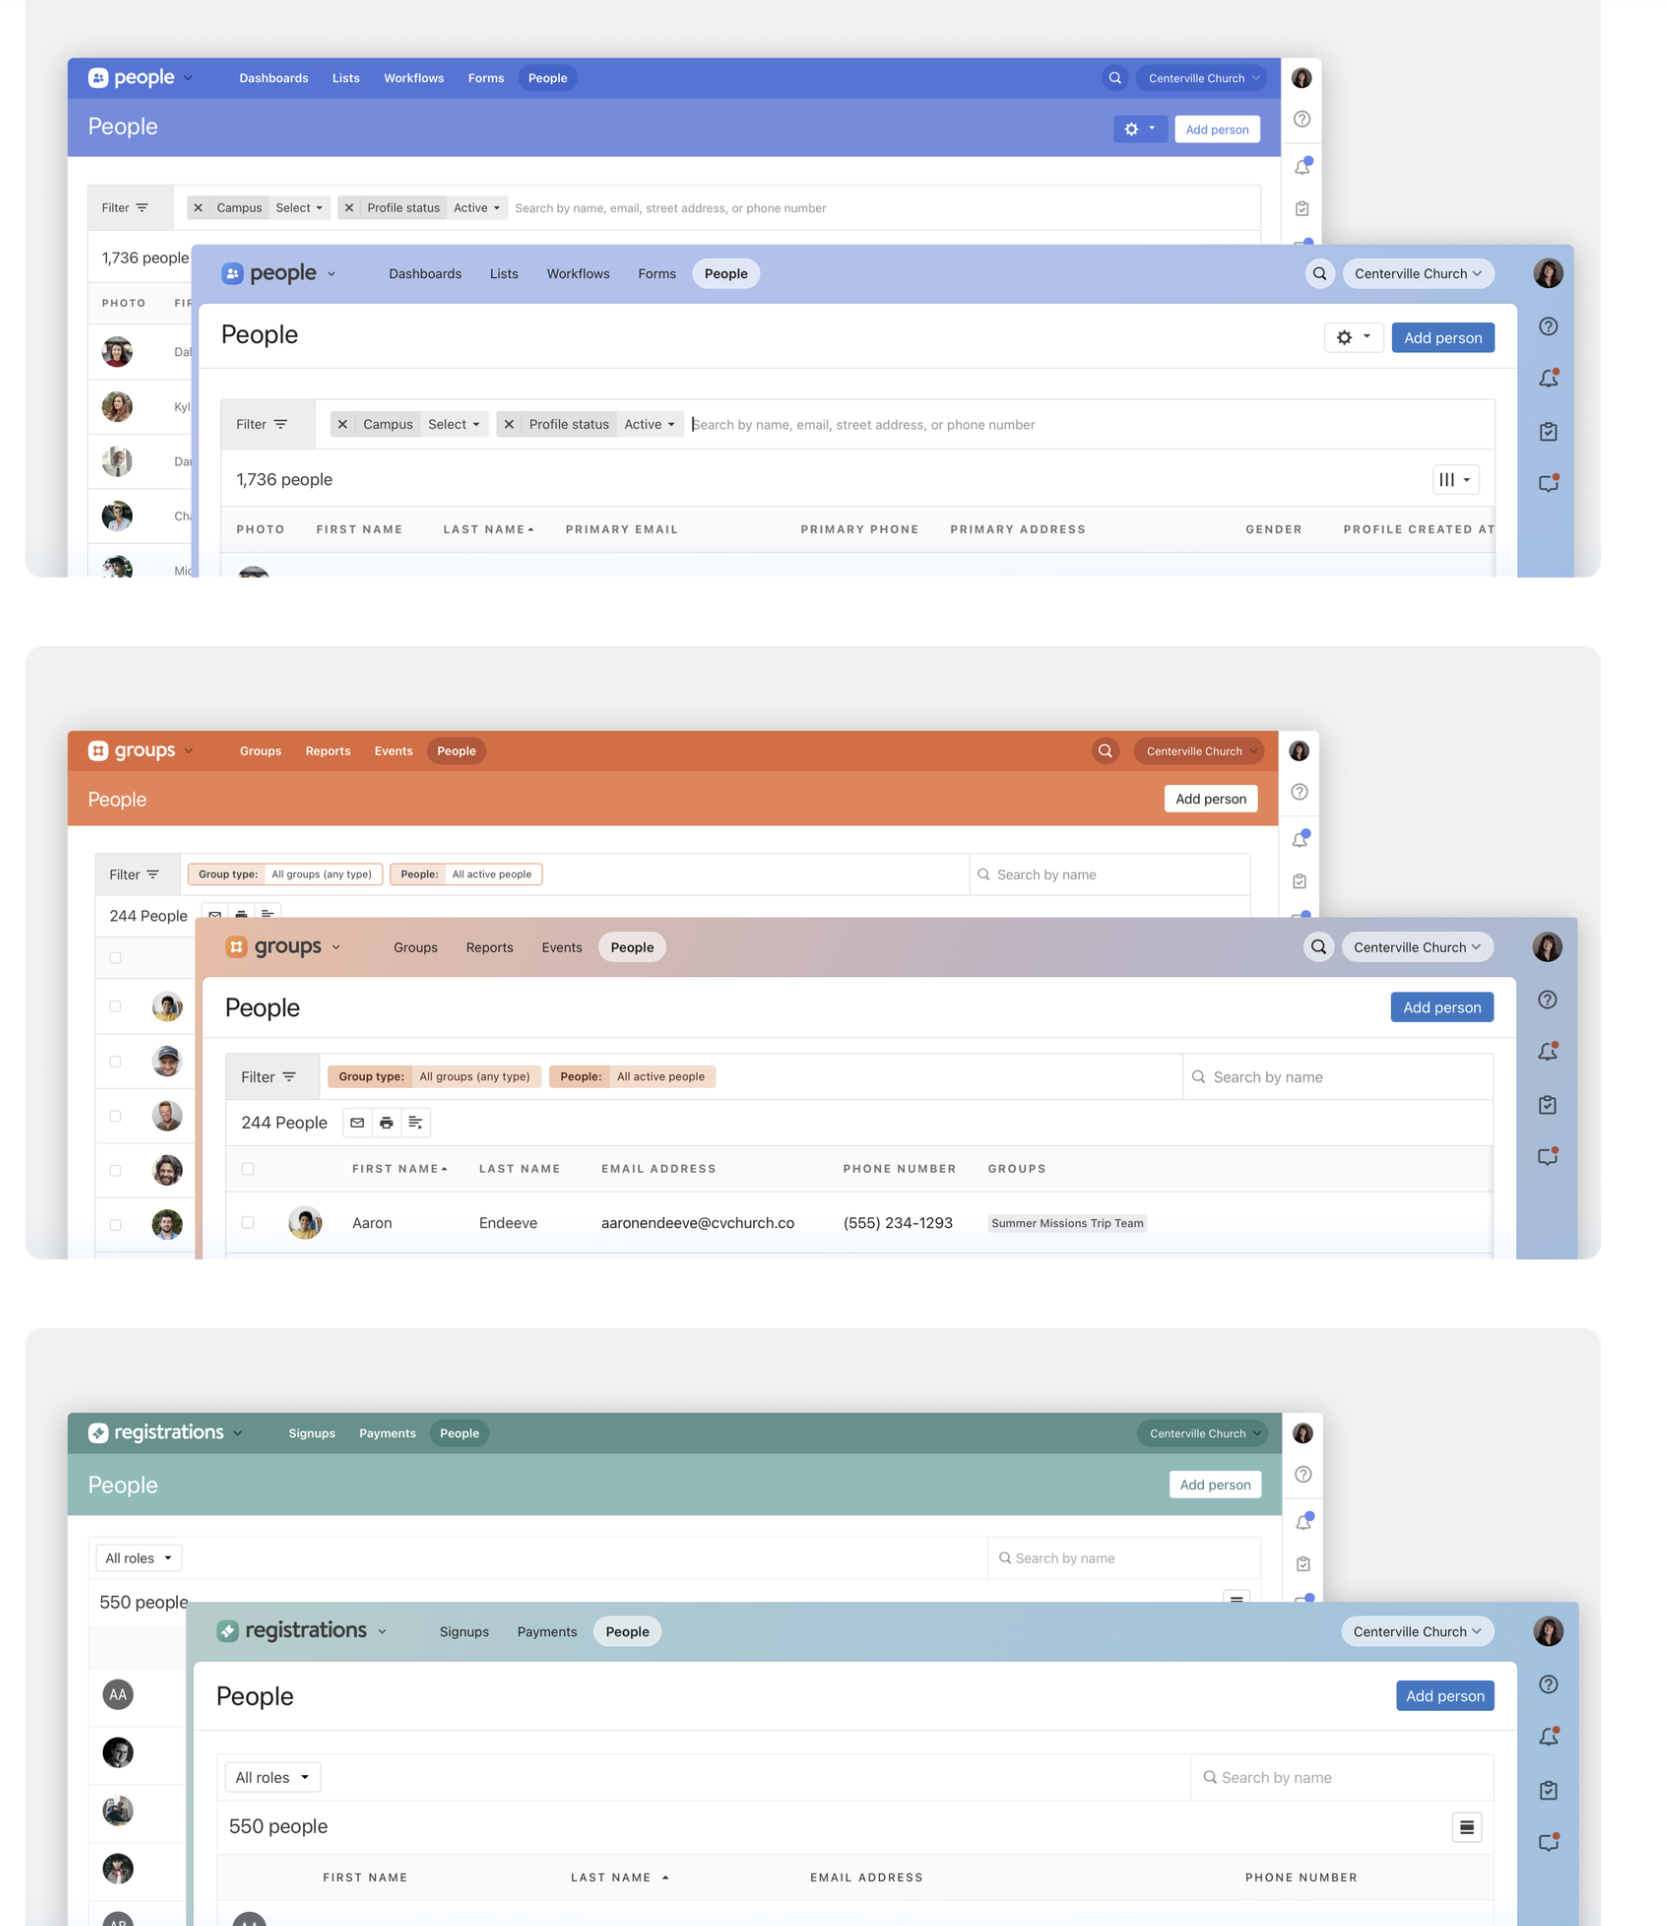 people Dashboards Lists Workflows Forms People Centerville Church
People Add person
Filter Campus Select Profile status Active Search by name, email, street address, or phone number
1,736 people
PHOTO
people Dashboards Lists Workflows Forms People Centerville Church
People Add person
Filter Campus Select Profile status Active Search by name, email, street address, or phone number
1,736 people
PHOTO FIRST NAME LAST NAME PRIMARY EMAIL PRIMARY PHONE PRIMARY ADDRESS GENDER PROFILE CREATED AT
groups Groups Reports Events People Centerville Church
People Add person
Filter Group type: All groups (any type) People: All active people Search by name
244 People
groups Groups Reports Events People Centerville Church
People Add person
Filter Group type: All groups (any type) People: All active people Search by name
244 People
FIRST NAME LAST NAME EMAIL ADDRESS PHONE NUMBER GROUPS
Aaron Endeeve aaronendeeve@cvchurch.co (555) 234-1293 Summer Missions Trip Team
registrations Signups Payments People Centerville Church
People Add person
All roles Search by name
550 people
AA
registrations Signups Payments People Centerville Church
People Add person
All roles Search by name
550 people
FIRST NAME LAST NAME EMAIL ADDRESS PHONE NUMBER